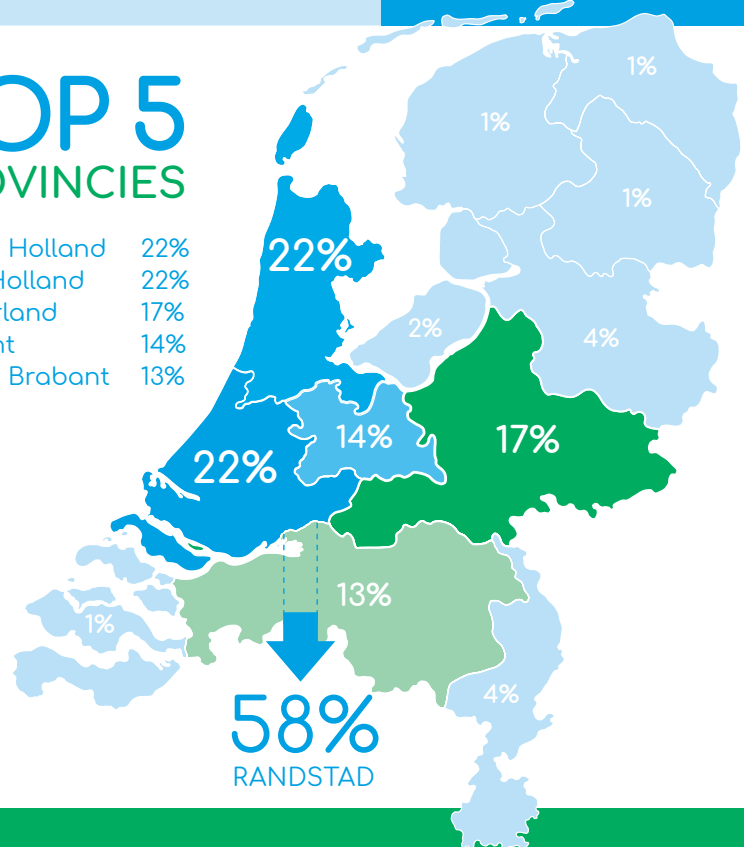 OP 5
OVINCIES
Holland 22%
Holland 22%
rland 17%
nt 14%
Brabant 13%
1%
1%
1%
22%
2%
4%
14%
17%
22%
13%
1%
4%
58%
RANDSTAD